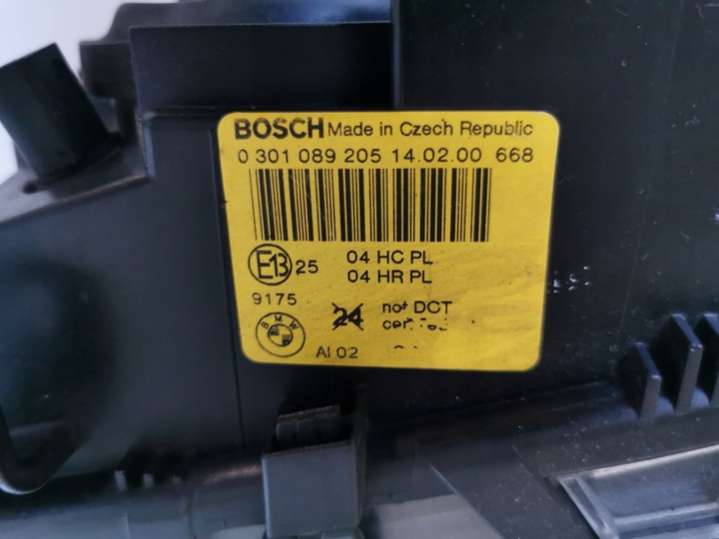 BOSCH Made in Czech Republic
0 301 089 205 14.02.00 668
E13 25 04 HC PL
04 HR PL
9175 24 not DCT
BMW
AI 02